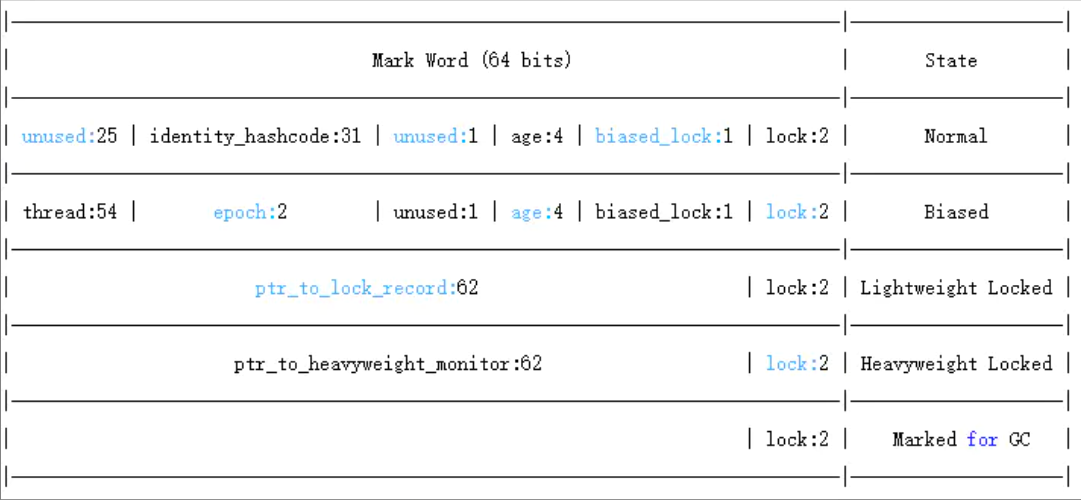 |—————————————————————————————————————————|———————————|
| Mark Word (64 bits) | State |
|—————————————————————————————————————————|———————————|
| unused:25 | identity_hashcode:31 | unused:1 | age:4 | biased_lock:1 | lock:2 | Normal |
|—————————————————————————————————————————|———————————|
| thread:54 | epoch:2 | unused:1 | age:4 | biased_lock:1 | lock:2 | Biased |
|—————————————————————————————————————————|———————————|
| ptr_to_lock_record:62 | lock:2 | Lightweight Locked |
|—————————————————————————————————————————|———————————|
| ptr_to_heavyweight_monitor:62 | lock:2 | Heavyweight Locked |
|—————————————————————————————————————————|———————————|
| | lock:2 | Marked for GC |
|—————————————————————————————————————————|———————————|